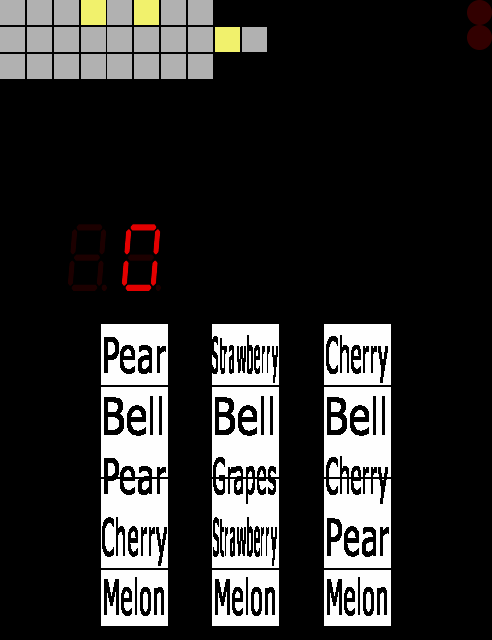 0
Pear Strawberry Cherry
Bell Bell Bell
Pear Grapes Cherry
Cherry Strawberry Pear
Melon Melon Melon